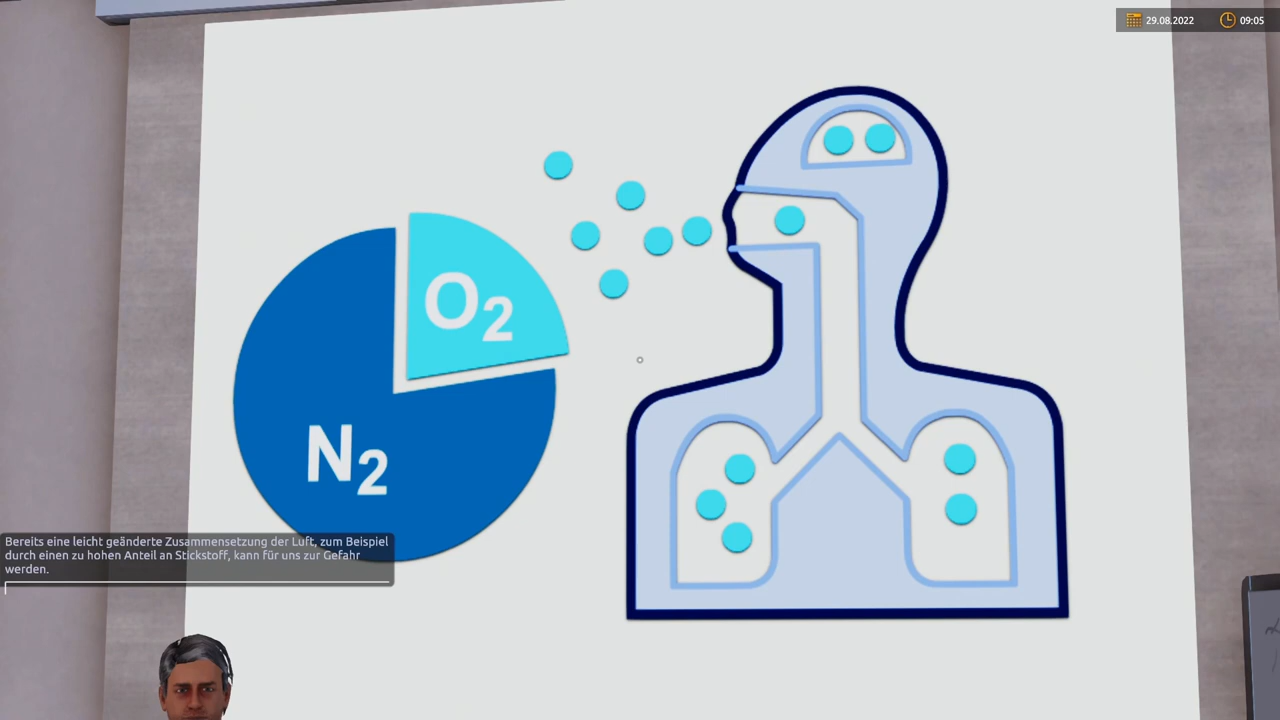 29.08.2022
09:05
O2
N2
Bereits eine leicht geänderte Zusammensetzung der Luft, zum Beispiel
durch einen zu hohen Anteil an Stickstoff, kann für uns zur Gefahr
werden.